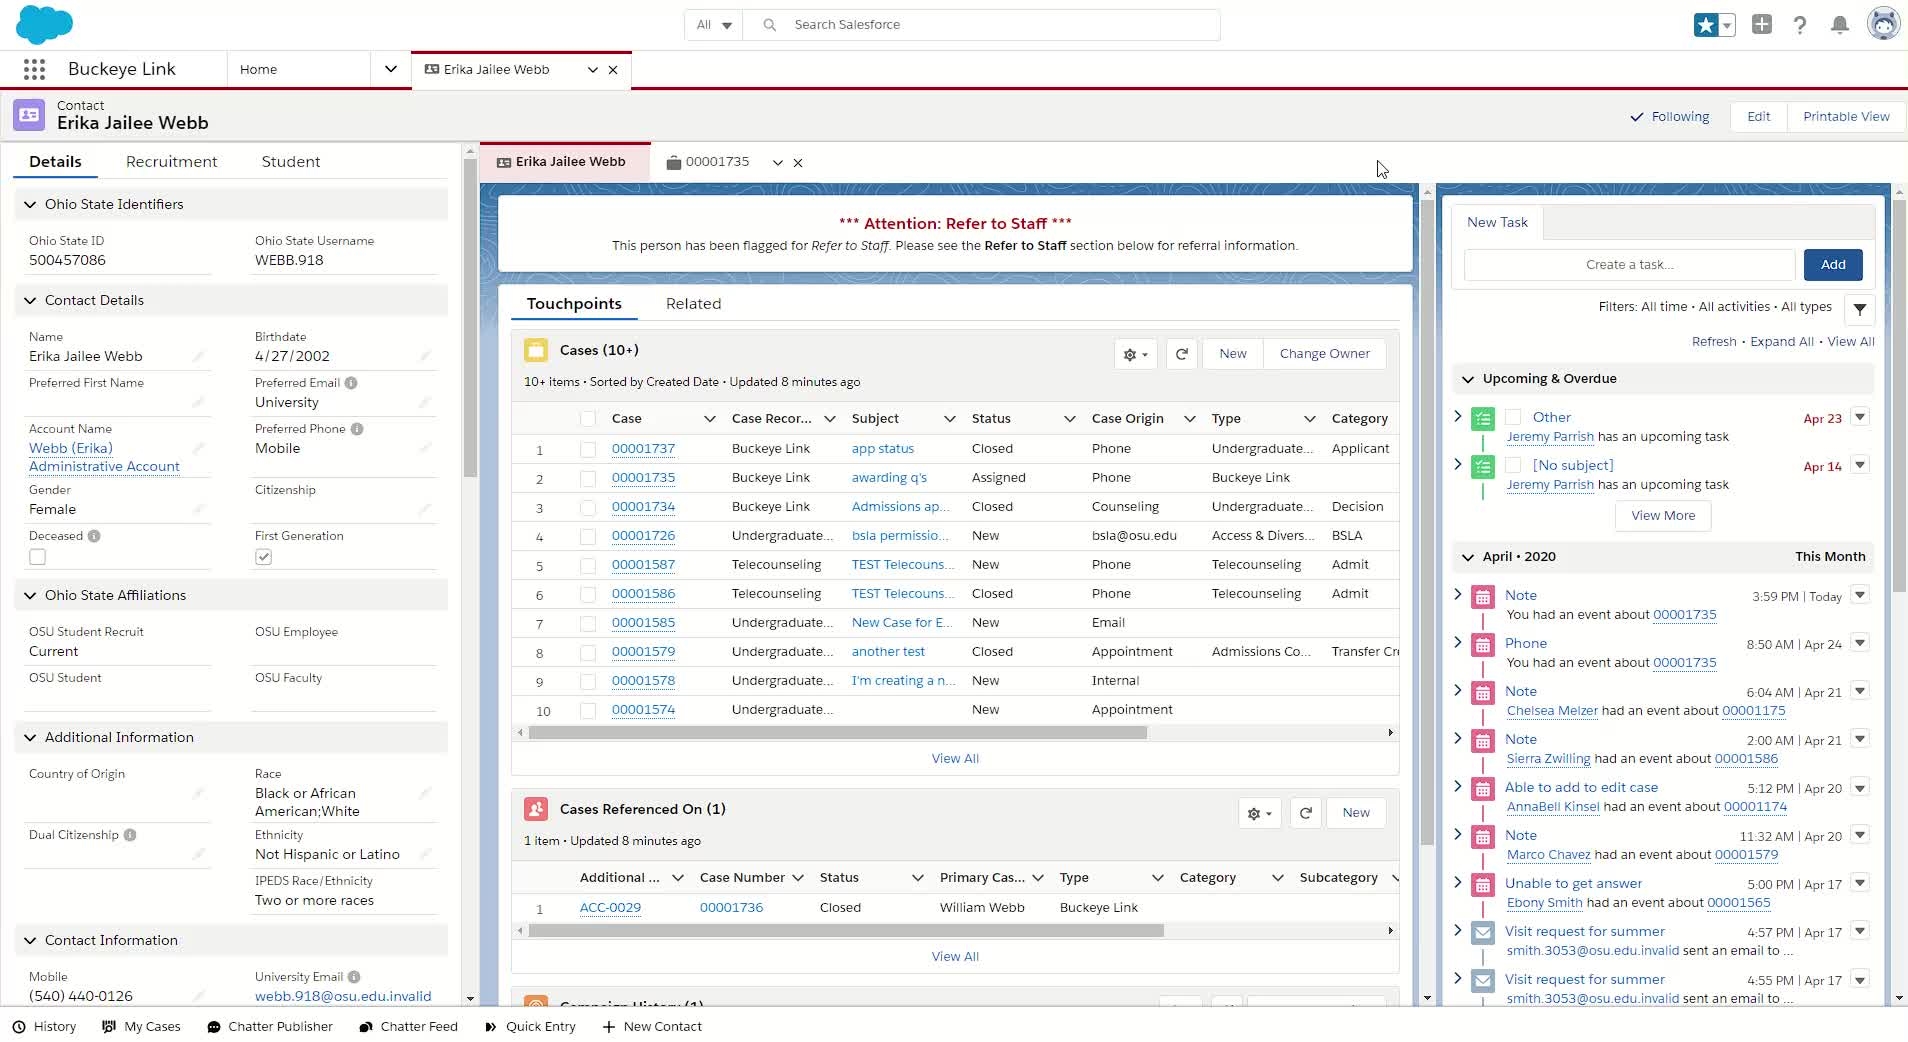 All
Search Salesforce
Buckeye Link
Home
Erika Jailee Webb
Contact
Erika Jailee Webb
Following
Edit
Printable View
Details
Recruitment
Student
Ohio State Identifiers
Ohio State ID
500457086
Ohio State Username
WEBB.918
Contact Details
Name
Erika Jailee Webb
Birthdate
4/27/2002
Preferred First Name
Preferred Email
University
Account Name
Webb (Erika)
Administrative Account
Preferred Phone
Mobile
Gender
Female
Citizenship
Deceased
First Generation
Ohio State Affiliations
OSU Student Recruit
Current
OSU Employee
OSU Student
OSU Faculty
Additional Information
Country of Origin
Race
Black or African
American;White
Dual Citizenship
Ethnicity
Not Hispanic or Latino
IPEDS Race/Ethnicity
Two or more races
Contact Information
Mobile
(540) 440-0126
University Email
webb.918@osu.edu.invalid
Erika Jailee Webb
00001735
*** Attention: Refer to Staff ***
This person has been flagged for Refer to Staff. Please see the Refer to Staff section below for referral information.
Touchpoints
Related
Cases (10+)
New
Change Owner
10+ items • Sorted by Created Date • Updated 8 minutes ago
Case Case Recor... Subject Status Case Origin Type Category
1 00001737 Buckeye Link app status Closed Phone Undergraduate... Applicant
2 00001735 Buckeye Link awarding q's Assigned Phone Buckeye Link
3 00001734 Buckeye Link Admissions ap... Closed Counseling Undergraduate... Decision
4 00001726 Undergraduate... bsla permissio... New bsla@osu.edu Access & Divers... BSLA
5 00001587 Telecounseling TEST Telecouns... New Phone Telecounseling Admit
6 00001586 Telecounseling TEST Telecouns... Closed Phone Telecounseling Admit
7 00001585 Undergraduate... New Case for E... New Email
8 00001579 Undergraduate... another test Closed Appointment Admissions Co... Transfer Cr
9 00001578 Undergraduate... I'm creating a n... New Internal
10 00001574 Undergraduate... New Appointment
View All
Cases Referenced On (1)
New
1 item • Updated 8 minutes ago
Additional ... Case Number Status Primary Cas... Type Category Subcategory
1 ACC-0029 00001736 Closed William Webb Buckeye Link
View All
Campaign History (1)
New Task
Create a task...
Add
Filters: All time • All activities • All types
Refresh • Expand All • View All
Upcoming & Overdue
Other Apr 23
Jeremy Parrish has an upcoming task
[No subject] Apr 14
Jeremy Parrish has an upcoming task
View More
April • 2020 This Month
Note 3:59 PM | Today
You had an event about 00001735
Phone 8:50 AM | Apr 24
You had an event about 00001735
Note 6:04 AM | Apr 21
Chelsea Melzer had an event about 00001175
Note 2:00 AM | Apr 21
Sierra Zwilling had an event about 00001586
Able to add to edit case 5:12 PM | Apr 20
AnnaBell Kinsel had an event about 00001174
Note 11:32 AM | Apr 20
Marco Chavez had an event about 00001579
Unable to get answer 5:00 PM | Apr 17
Ebony Smith had an event about 00001565
Visit request for summer 4:57 PM | Apr 17
smith.3053@osu.edu.invalid sent an email to ...
Visit request for summer 4:55 PM | Apr 17
smith.3053@osu.edu.invalid sent an email to ...
History
My Cases
Chatter Publisher
Chatter Feed
Quick Entry
New Contact